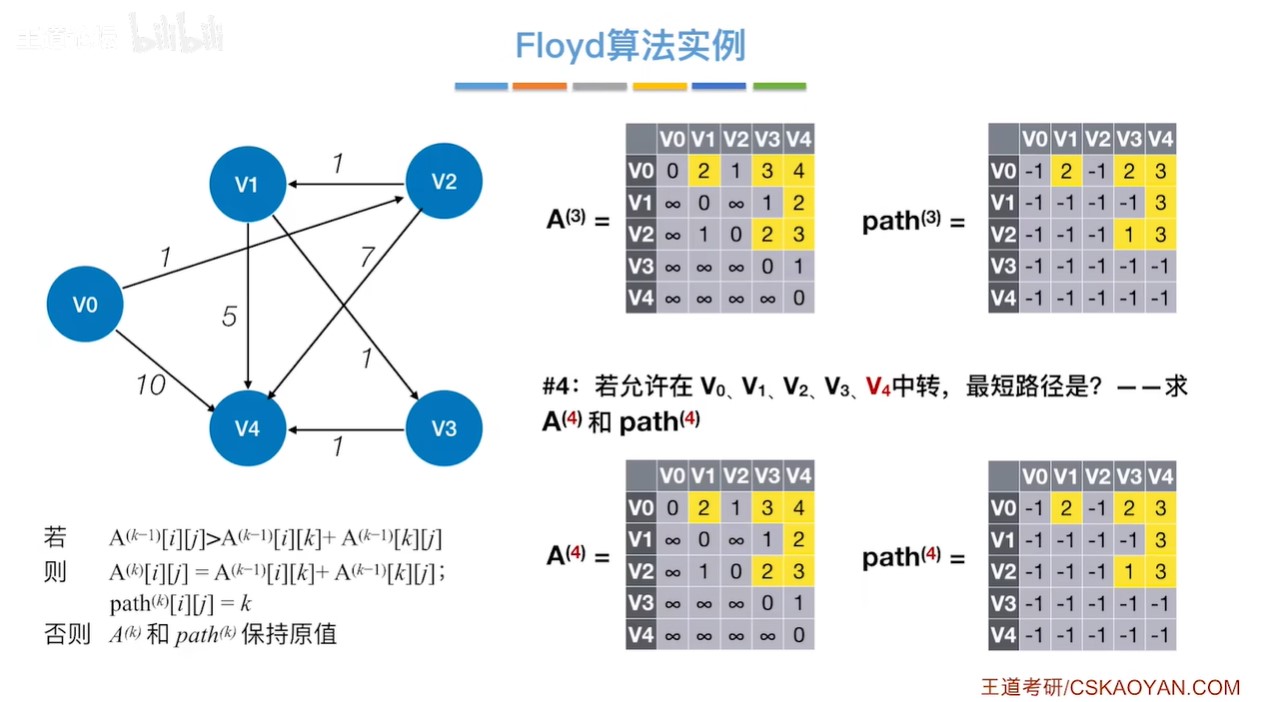 bilibili
Floyd算法实例
V1
V2
V0
V4
V3
1
1
7
5
1
10
1
A(3) =
V0 V1 V2 V3 V4
V0 0 2 1 3 4
V1 ∞ 0 ∞ 1 2
V2 ∞ 1 0 2 3
V3 ∞ ∞ ∞ 0 1
V4 ∞ ∞ ∞ ∞ 0
path(3) =
V0 V1 V2 V3 V4
V0 -1 2 -1 2 3
V1 -1 -1 -1 -1 3
V2 -1 -1 -1 1 3
V3 -1 -1 -1 -1 -1
V4 -1 -1 -1 -1 -1
#4：若允许在 V0、V1、V2、V3、V4中转，最短路径是？——求
A(4) 和 path(4)
A(4) =
V0 V1 V2 V3 V4
V0 0 2 1 3 4
V1 ∞ 0 ∞ 1 2
V2 ∞ 1 0 2 3
V3 ∞ ∞ ∞ 0 1
V4 ∞ ∞ ∞ ∞ 0
path(4) =
V0 V1 V2 V3 V4
V0 -1 2 -1 2 3
V1 -1 -1 -1 -1 3
V2 -1 -1 -1 1 3
V3 -1 -1 -1 -1 -1
V4 -1 -1 -1 -1 -1
若 A(k−1)[i][j]>A(k−1)[i][k]+ A(k−1)[k][j]
则 A(k)[i][j] = A(k−1)[i][k]+ A(k−1)[k][j]；
path(k)[i][j] = k
否则 A(k) 和 path(k) 保持原值
王道考研/CSKAOYAN.COM